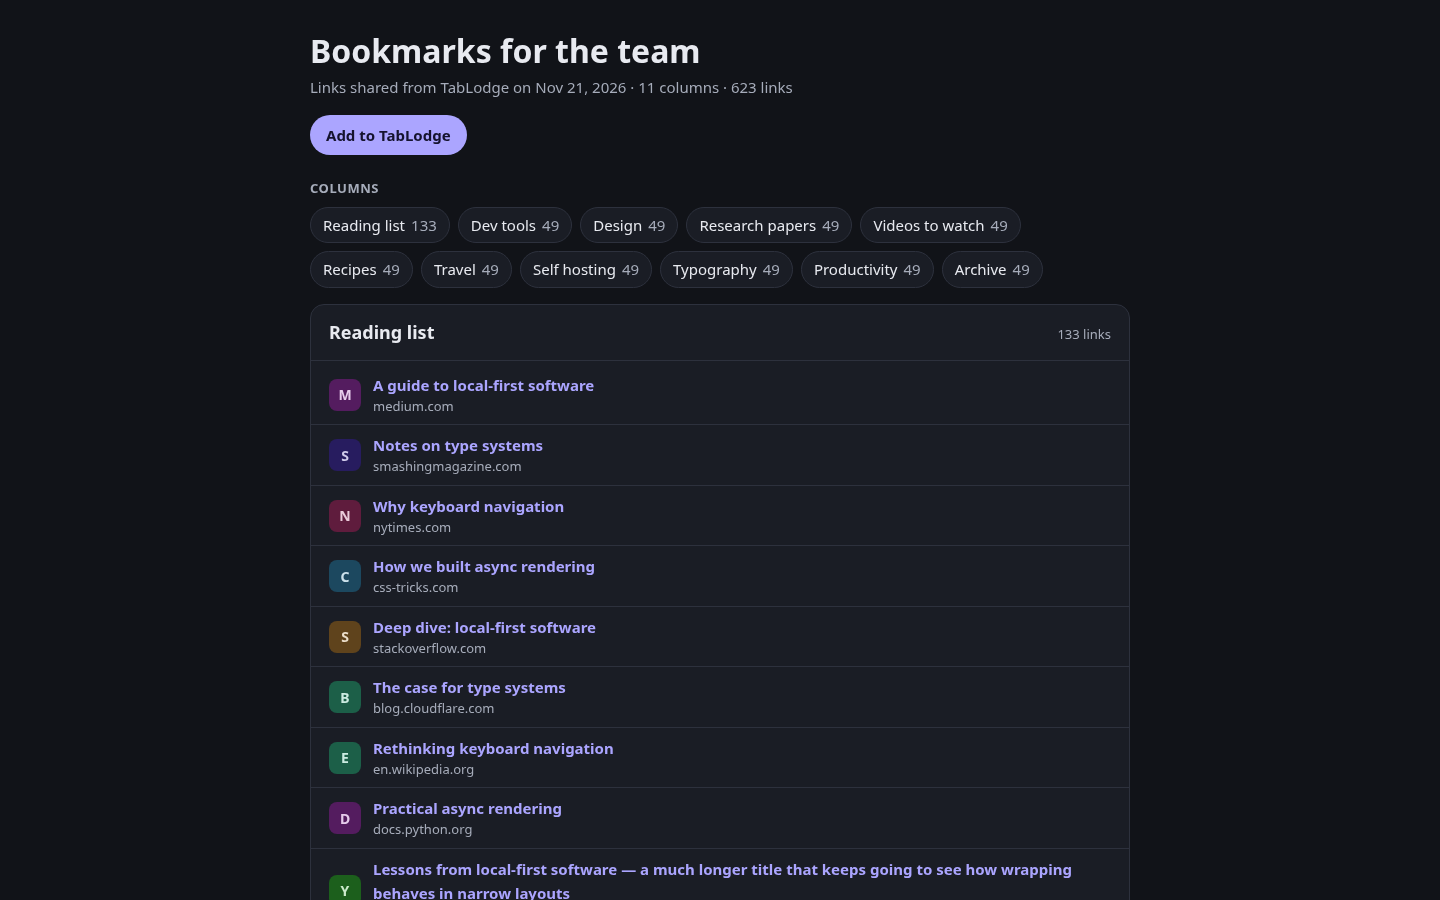 Bookmarks for the team
Links shared from TabLodge on Nov 21, 2026 · 11 columns · 623 links
Add to TabLodge
COLUMNS
Reading list 133 Dev tools 49 Design 49 Research papers 49 Videos to watch 49
Recipes 49 Travel 49 Self hosting 49 Typography 49 Productivity 49 Archive 49
Reading list 133 links
M A guide to local-first software
medium.com
S Notes on type systems
smashingmagazine.com
N Why keyboard navigation
nytimes.com
C How we built async rendering
css-tricks.com
S Deep dive: local-first software
stackoverflow.com
B The case for type systems
blog.cloudflare.com
E Rethinking keyboard navigation
en.wikipedia.org
D Practical async rendering
docs.python.org
Y Lessons from local-first software — a much longer title that keeps going to see how wrapping
behaves in narrow layouts